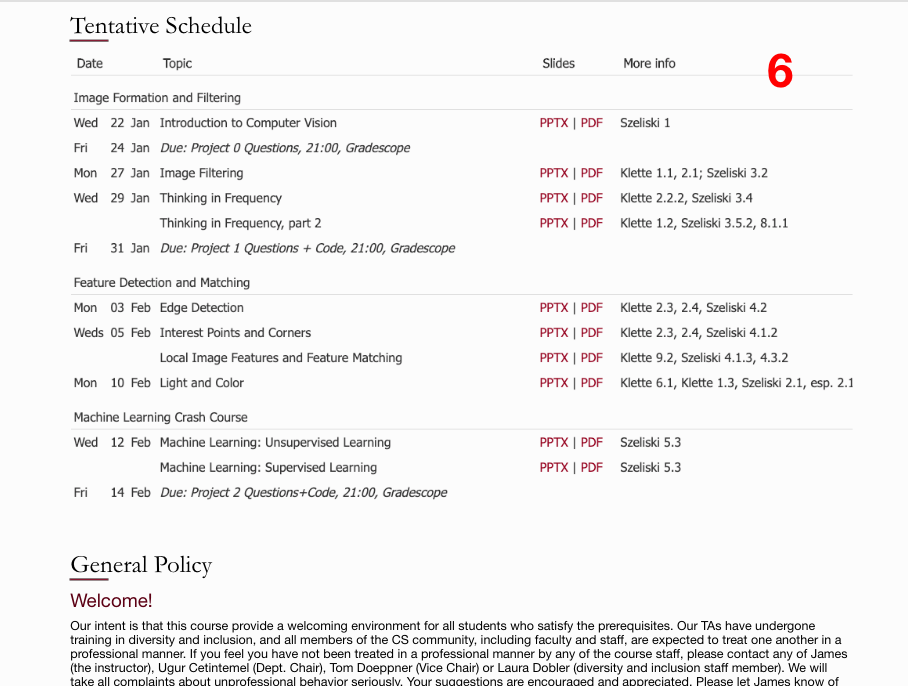 Tentative Schedule
Date Topic Slides More info
6
Image Formation and Filtering
Wed 22 Jan Introduction to Computer Vision PPTX | PDF Szeliski 1
Fri 24 Jan Due: Project 0 Questions, 21:00, Gradescope
Mon 27 Jan Image Filtering PPTX | PDF Klette 1.1, 2.1; Szeliski 3.2
Wed 29 Jan Thinking in Frequency PPTX | PDF Klette 2.2.2, Szeliski 3.4
Thinking in Frequency, part 2 PPTX | PDF Klette 1.2, Szeliski 3.5.2, 8.1.1
Fri 31 Jan Due: Project 1 Questions + Code, 21:00, Gradescope
Feature Detection and Matching
Mon 03 Feb Edge Detection PPTX | PDF Klette 2.3, 2.4, Szeliski 4.2
Weds 05 Feb Interest Points and Corners PPTX | PDF Klette 2.3, 2.4, Szeliski 4.1.2
Local Image Features and Feature Matching PPTX | PDF Klette 9.2, Szeliski 4.1.3, 4.3.2
Mon 10 Feb Light and Color PPTX | PDF Klette 6.1, Klette 1.3, Szeliski 2.1, esp. 2.1
Machine Learning Crash Course
Wed 12 Feb Machine Learning: Unsupervised Learning PPTX | PDF Szeliski 5.3
Machine Learning: Supervised Learning PPTX | PDF Szeliski 5.3
Fri 14 Feb Due: Project 2 Questions+Code, 21:00, Gradescope
General Policy
Welcome!
Our intent is that this course provide a welcoming environment for all students who satisfy the prerequisites. Our TAs have undergone
training in diversity and inclusion, and all members of the CS community, including faculty and staff, are expected to treat one another in a
professional manner. If you feel you have not been treated in a professional manner by any of the course staff, please contact any of James
(the instructor), Ugur Cetintemel (Dept. Chair), Tom Doeppner (Vice Chair) or Laura Dobler (diversity and inclusion staff member). We will
take all complaints about unprofessional behavior seriously. Your suggestions are encouraged and appreciated. Please let James know of